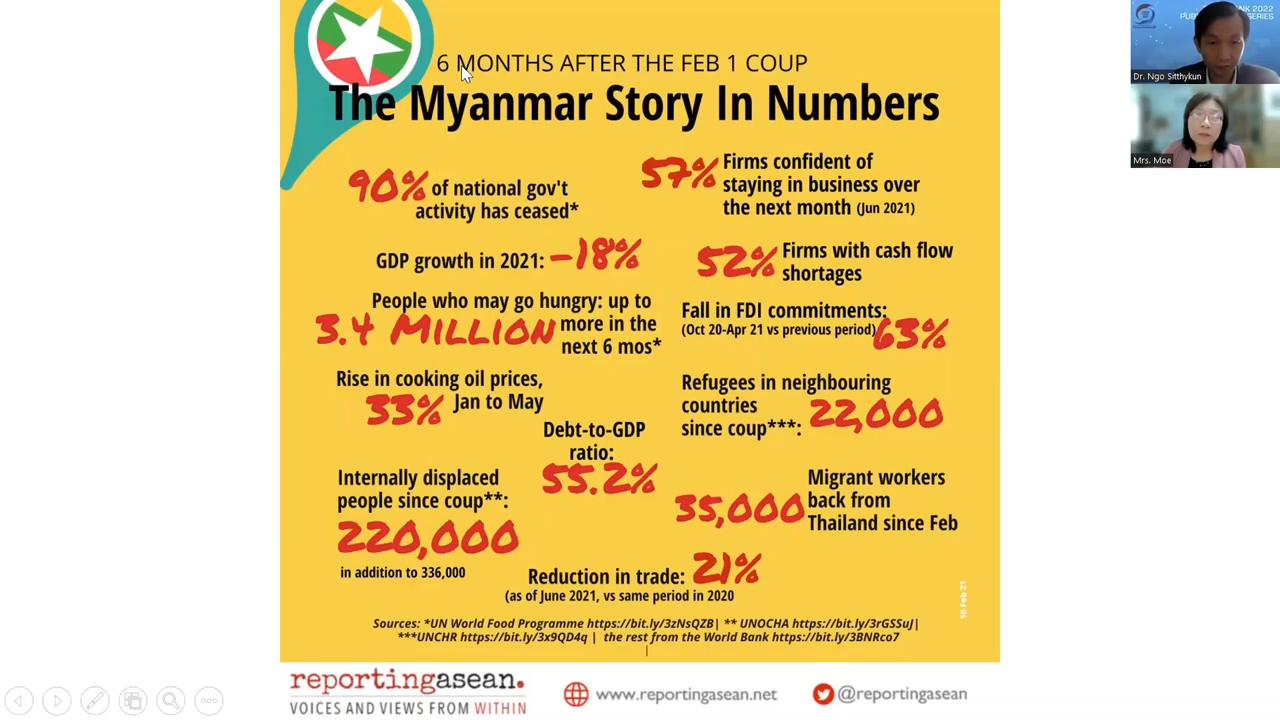 6 MONTHS AFTER THE FEB 1 COUP
The Myanmar Story In Numbers
90% of national gov't
activity has ceased*
GDP growth in 2021: -18%
People who may go hungry: up to
3.4 MILLION more in the
next 6 mos*
Rise in cooking oil prices,
33% Jan to May
Debt-to-GDP
ratio:
55.2%
Internally displaced
people since coup**:
220,000
in addition to 336,000
57% Firms confident of
staying in business over
the next month (Jun 2021)
52% Firms with cash flow
shortages
Fall in FDI commitments:
(Oct 20-Apr 21 vs previous period) 63%
Refugees in neighbouring
countries
since coup***: 22,000
35,000 Migrant workers
back from
Thailand since Feb
Reduction in trade: 21%
(as of June 2021, vs same period in 2020
10 Feb 21
Sources: *UN World Food Programme https://bit.ly/3zNsQZB| ** UNOCHA https://bit.ly/3rGSSuJ|
***UNCHR https://bit.ly/3x9QD4q | the rest from the World Bank https://bit.ly/3BNRco7
|
reportingasean.
VOICES AND VIEWS FROM WITHIN
www.reportingasean.net
@reportingasean
2022
SERIES
Dr. Ngo Sitthykun
Mrs. Moe